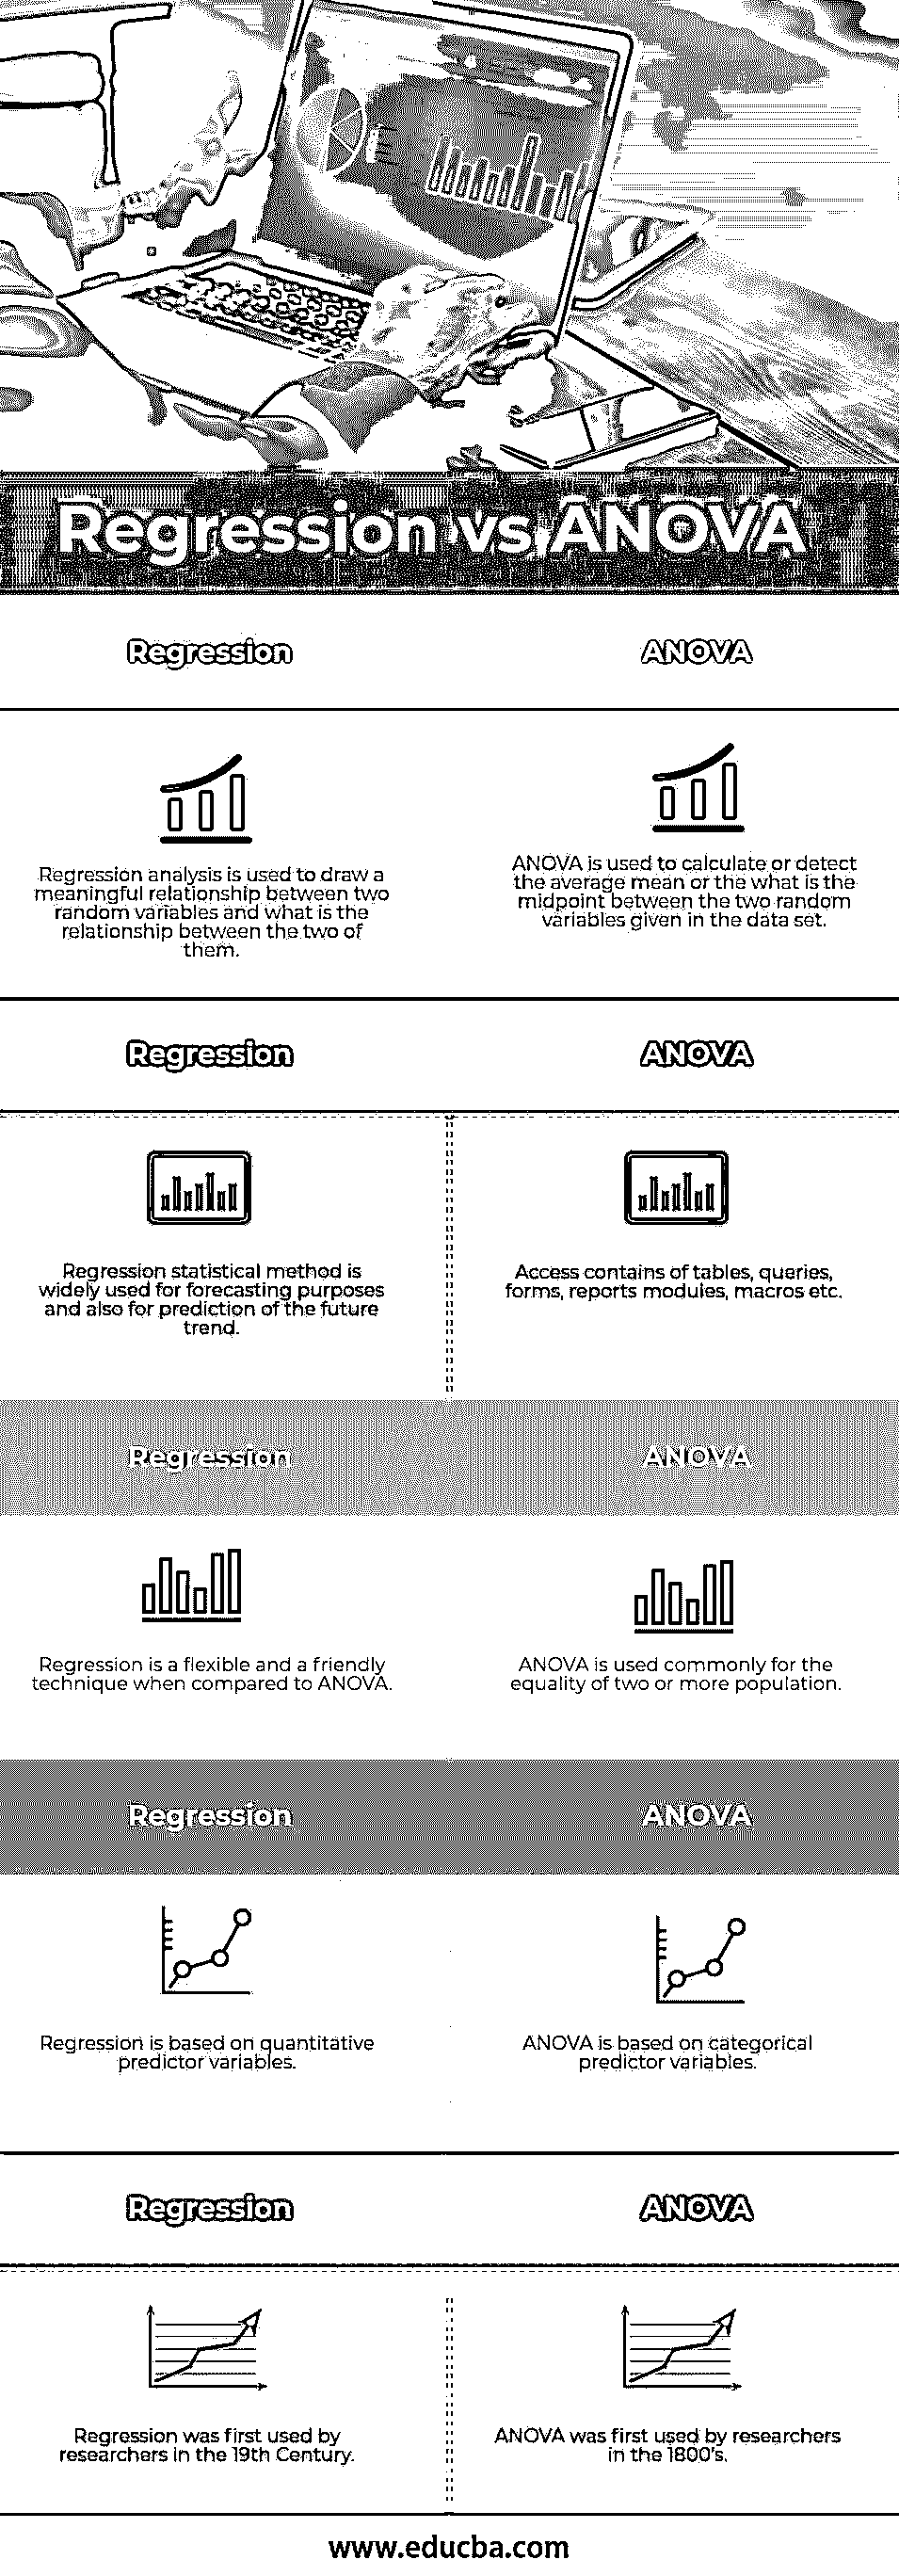 Regression vs ANOVA
Regression
ANOVA
Regression analysis is used to draw a
meaningful relationship between two
random variables and what is the
relationship between the two of
them.
ANOVA is used to calculate or detect
the average mean or the what is the
midpoint between the two random
variables given in the data set.
Regression
ANOVA
Regression statistical method is
widely used for forecasting purposes
and also for prediction of the future
trend.
Access contains of tables, queries,
forms, reports modules, macros etc.
Regression
ANOVA
Regression is a flexible and a friendly
technique when compared to ANOVA.
ANOVA is used commonly for the
equality of two or more population.
Regression
ANOVA
Regression is based on quantitative
predictor variables.
ANOVA is based on categorical
predictor variables.
Regression
ANOVA
Regression was first used by
researchers in the 19th Century.
ANOVA was first used by researchers
in the 1800's.
www.educba.com